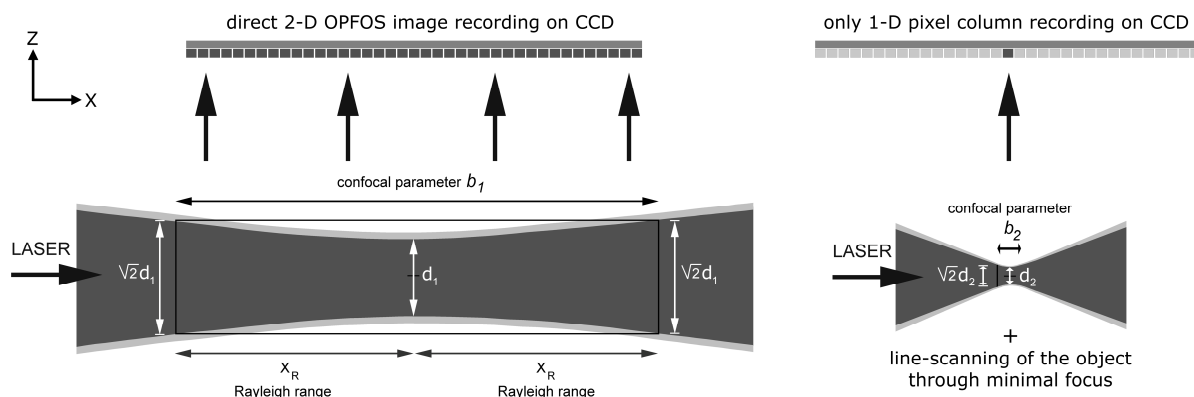 direct 2-D OPFOS image recording on CCD
only 1-D pixel column recording on CCD
Z
X
confocal parameter b1
LASER
√2d1
d1
√2d1
xR
Rayleigh range
xR
Rayleigh range
confocal parameter
b2
LASER
√2d2
d2
+
line-scanning of the object
through minimal focus